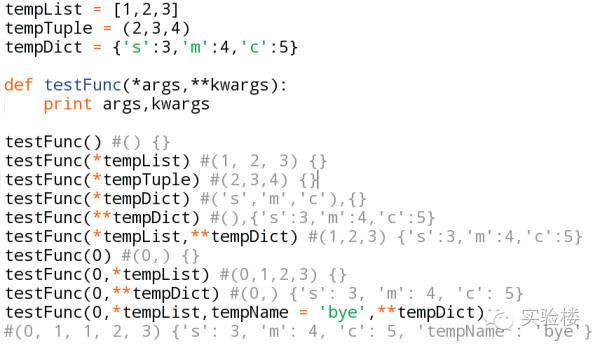 tempList = [1,2,3]
tempTuple = (2,3,4)
tempDict = {'s':3,'m':4,'c':5}
def testFunc(*args,**kwargs):
    print args,kwargs
testFunc() #() {}
testFunc(*tempList) #(1, 2, 3) {}
testFunc(*tempTuple) #(2,3,4) {}
testFunc(*tempDict) #('s','m','c'),{}
testFunc(**tempDict) #(),{'s':3,'m':4,'c':5}
testFunc(*tempList,**tempDict) #(1,2,3) {'s':3,'m':4,'c':5}
testFunc(0) #(0,) {}
testFunc(0,*tempList) #(0,1,2,3) {}
testFunc(0,**tempDict) #(0,) {'s': 3, 'm': 4, 'c': 5}
testFunc(0,*tempList,tempName = 'bye',**tempDict)
实验楼
#(0, 1, 1, 2, 3) {'s': 3, 'm': 4, 'c': 5, 'tempName': 'bye'}